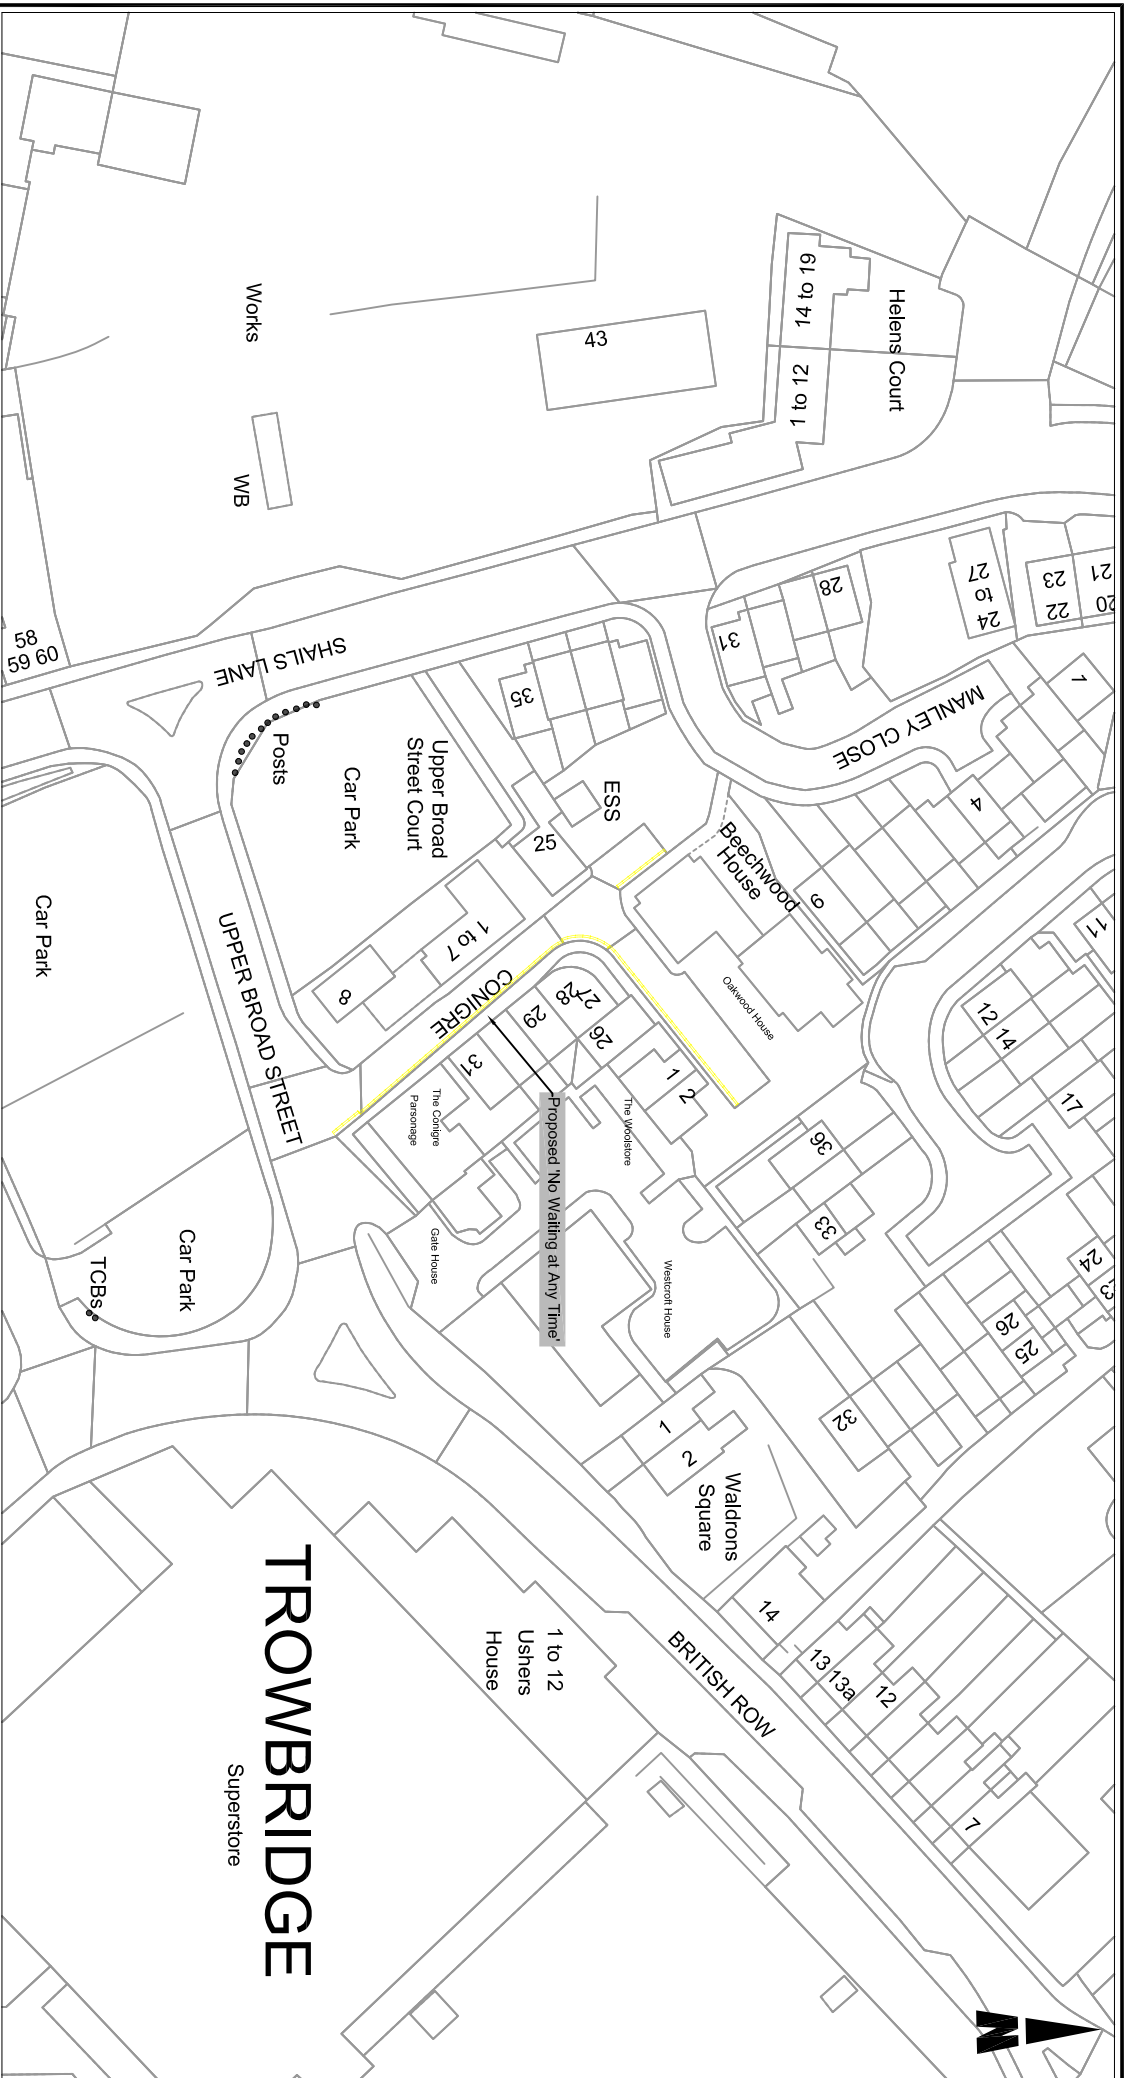 Works
WB
43
14 to 19
1 to 12
Helens Court
58
59 60
SHAILS LANE
Posts
Car Park
Upper Broad
Street Court
35
ESS
25
31
28
27
to
24
23
22
21
20
1
MANLEY CLOSE
4
9
Beechwood
House
Oakwood House
1 to 7
8
CONIGRE
UPPER BROAD STREET
Car Park
Car Park
TCBs
29
28
27
26
31
1
2
The Conigre
Parsonage
The Woolstore
Gate House
Proposed 'No Waiting at Any Time'
Westcroft House
36
33
11
12
14
17
24
23
26
25
32
1
2
Waldrons
Square
14
13
13a
12
7
BRITISH ROW
1 to 12
Ushers
House
TROWBRIDGE
Superstore
N